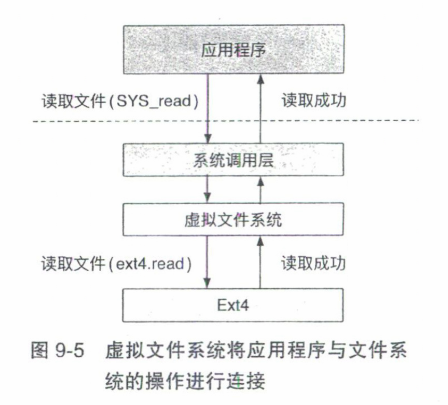 应用程序
读取文件(SYS_read) 读取成功
系统调用层
虚拟文件系统
读取文件(ext4.read) 读取成功
Ext4
图 9-5 虚拟文件系统将应用程序与文件系
统的操作进行连接